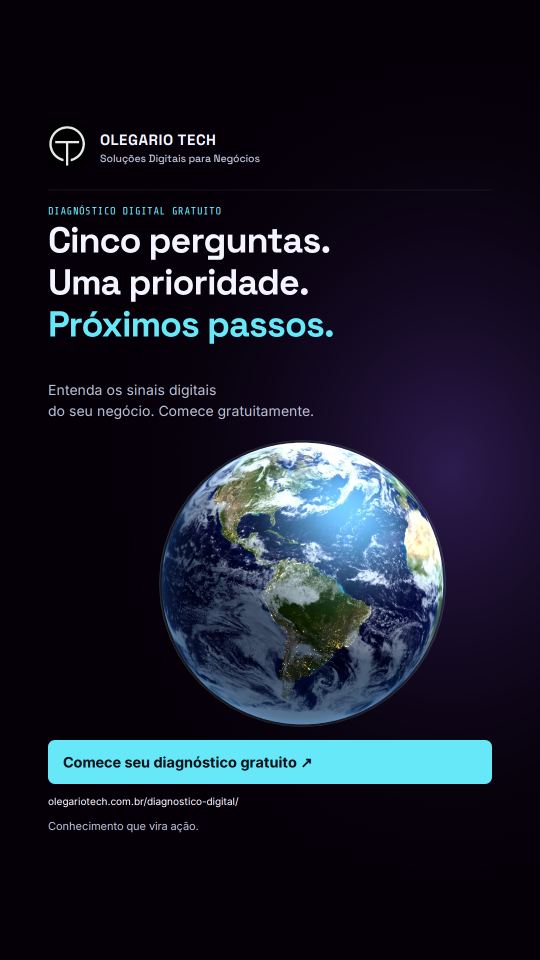 OLEGARIO TECH
Soluções Digitais para Negócios
DIAGNÓSTICO DIGITAL GRATUITO
Cinco perguntas.
Uma prioridade.
Próximos passos.
Entenda os sinais digitais
do seu negócio. Comece gratuitamente.
Comece seu diagnóstico gratuito ↗
olegariotech.com.br/diagnostico-digital/
Conhecimento que vira ação.